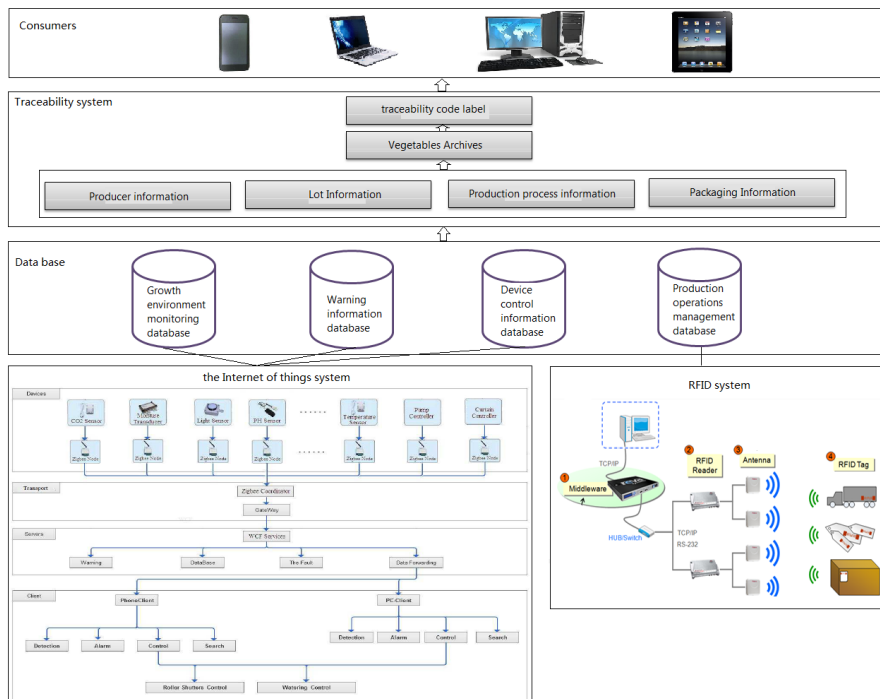 Consumers
Traceability system
traceability code label
Vegetables Archives
Producer information
Lot Information
Production process information
Packaging Information
Data base
Growth
environment
monitoring
database
Warning
information
database
Device
control
information
database
Production
operations
management
database
the Internet of things system
Devices
CO2 Sensor
Moisture
Transducer
Light Sensor
PH Sensor
......
Temperature
Sensor
Pump
Controller
Curtain
Controller
Zigbee Node
Zigbee Node
Zigbee Node
Zigbee Node
......
Zigbee Node
Zigbee Node
Zigbee Node
Transport
Zigbee Coordinator
GateWay
Servers
WCF Services
Warning
DataBase
The Fault
Data Forwarding
Client
PhoneClient
PC-Client
Detection
Alarm
Control
Search
Detection
Alarm
Control
Search
Rollor Shutters Control
Watering Control
RFID system
TCP/IP
1
Middleware
HUB/Switch
2
RFID
Reader
TCP/IP
RS-232
3
Antenna
4
RFID Tag